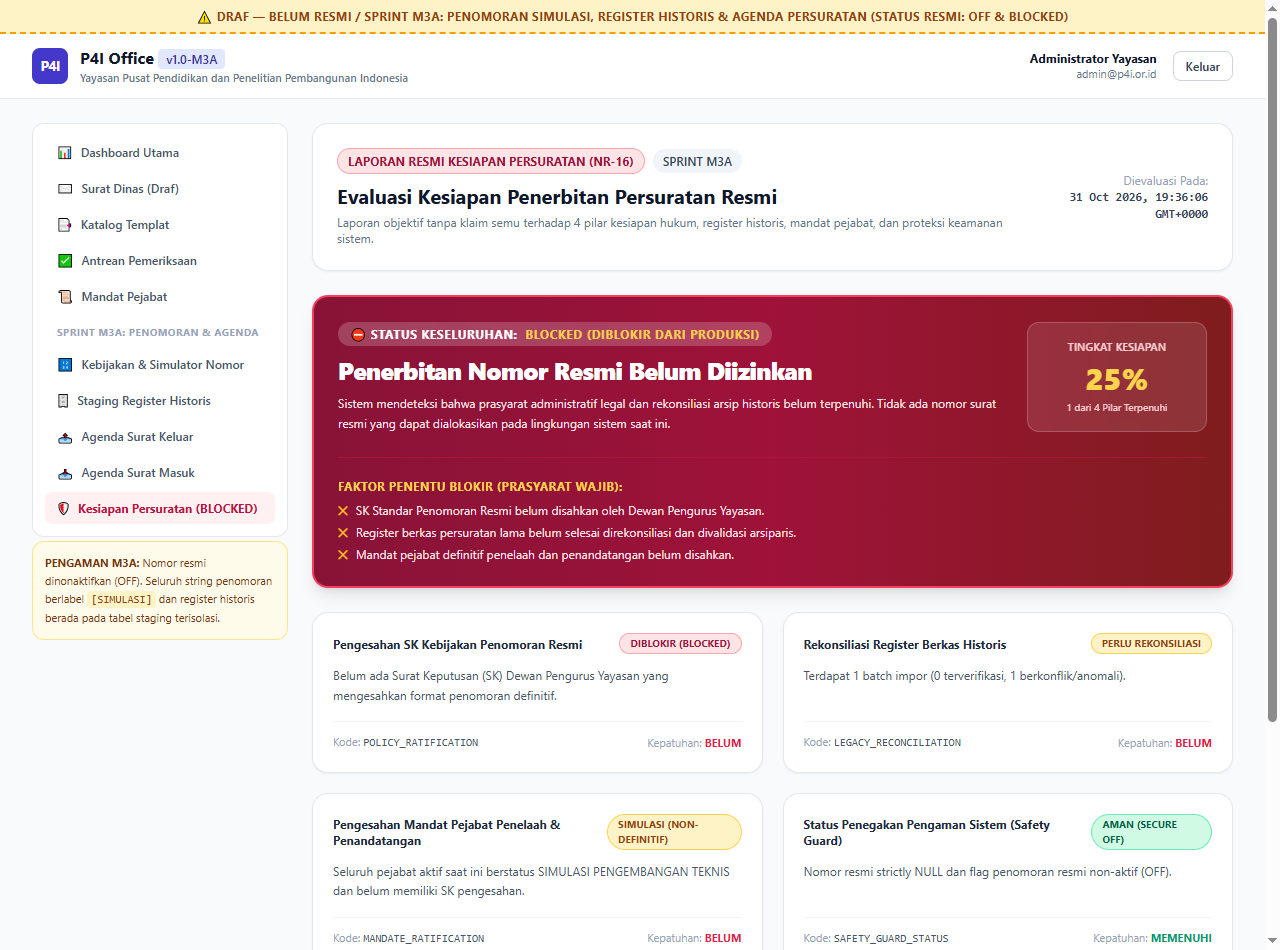 DRAF — BELUM RESMI / SPRINT M3A: PENOMORAN SIMULASI, REGISTER HISTORIS & AGENDA PERSURATAN (STATUS RESMI: OFF & BLOCKED)
P4I
P4I Office v1.0-M3A
Yayasan Pusat Pendidikan dan Penelitian Pembangunan Indonesia
Administrator Yayasan
admin@p4i.or.id
Keluar
Dashboard Utama
Surat Dinas (Draf)
Katalog Templat
Antrean Pemeriksaan
Mandat Pejabat
SPRINT M3A: PENOMORAN & AGENDA
Kebijakan & Simulator Nomor
Staging Register Historis
Agenda Surat Keluar
Agenda Surat Masuk
Kesiapan Persuratan (BLOCKED)
PENGAMAN M3A: Nomor resmi
dinonaktifkan (OFF). Seluruh string penomoran
berlabel [SIMULASI] dan register historis
berada pada tabel staging terisolasi.
LAPORAN RESMI KESIAPAN PERSURATAN (NR-16) SPRINT M3A
Evaluasi Kesiapan Penerbitan Persuratan Resmi
Laporan objektif tanpa klaim semu terhadap 4 pilar kesiapan hukum, register historis, mandat pejabat, dan proteksi keamanan
sistem.
Dievaluasi Pada:
31 Oct 2026, 19:36:06
GMT+0000
STATUS KESELURUHAN: BLOCKED (DIBLOKIR DARI PRODUKSI)
Penerbitan Nomor Resmi Belum Diizinkan
Sistem mendeteksi bahwa prasyarat administratif legal dan rekonsiliasi arsip historis belum terpenuhi. Tidak ada nomor surat
resmi yang dapat dialokasikan pada lingkungan sistem saat ini.
TINGKAT KESIAPAN
25%
1 dari 4 Pilar Terpenuhi
FAKTOR PENENTU BLOKIR (PRASYARAT WAJIB):
SK Standar Penomoran Resmi belum disahkan oleh Dewan Pengurus Yayasan.
Register berkas persuratan lama belum selesai direkonsiliasi dan divalidasi arsiparis.
Mandat pejabat definitif penelaah dan penandatangan belum disahkan.
Pengesahan SK Kebijakan Penomoran Resmi
DIBLOKIR (BLOCKED)
Belum ada Surat Keputusan (SK) Dewan Pengurus Yayasan yang
mengesahkan format penomoran definitif.
Kode: POLICY_RATIFICATION
Kepatuhan: BELUM
Rekonsiliasi Register Berkas Historis
PERLU REKONSILIASI
Terdapat 1 batch impor (0 terverifikasi, 1 berkonflik/anomali).
Kode: LEGACY_RECONCILIATION
Kepatuhan: BELUM
Pengesahan Mandat Pejabat Penelaah &
Penandatangan
SIMULASI (NON-
DEFINITIF)
Seluruh pejabat aktif saat ini berstatus SIMULASI PENGEMBANGAN TEKNIS
dan belum memiliki SK pengesahan.
Kode: MANDATE_RATIFICATION
Kepatuhan: BELUM
Status Penegakan Pengaman Sistem (Safety
Guard)
AMAN (SECURE
OFF)
Nomor resmi strictly NULL dan flag penomoran resmi non-aktif (OFF).
Kode: SAFETY_GUARD_STATUS
Kepatuhan: MEMENUHI